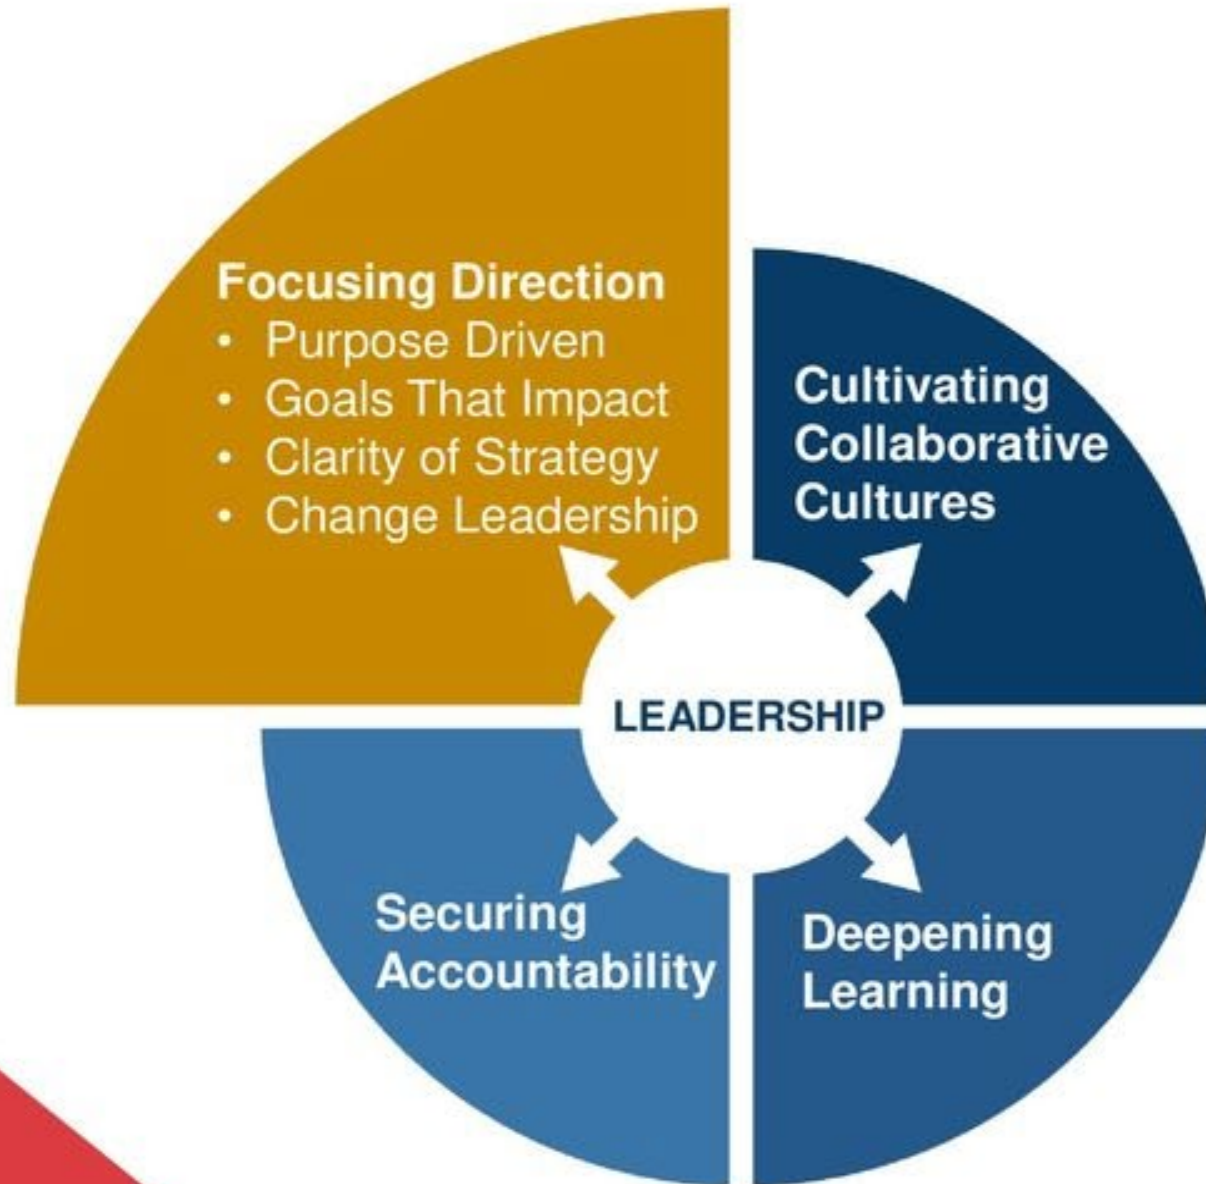 Focusing Direction
• Purpose Driven
• Goals That Impact
• Clarity of Strategy
• Change Leadership
Cultivating
Collaborative
Cultures
LEADERSHIP
Securing
Accountability
Deepening
Learning